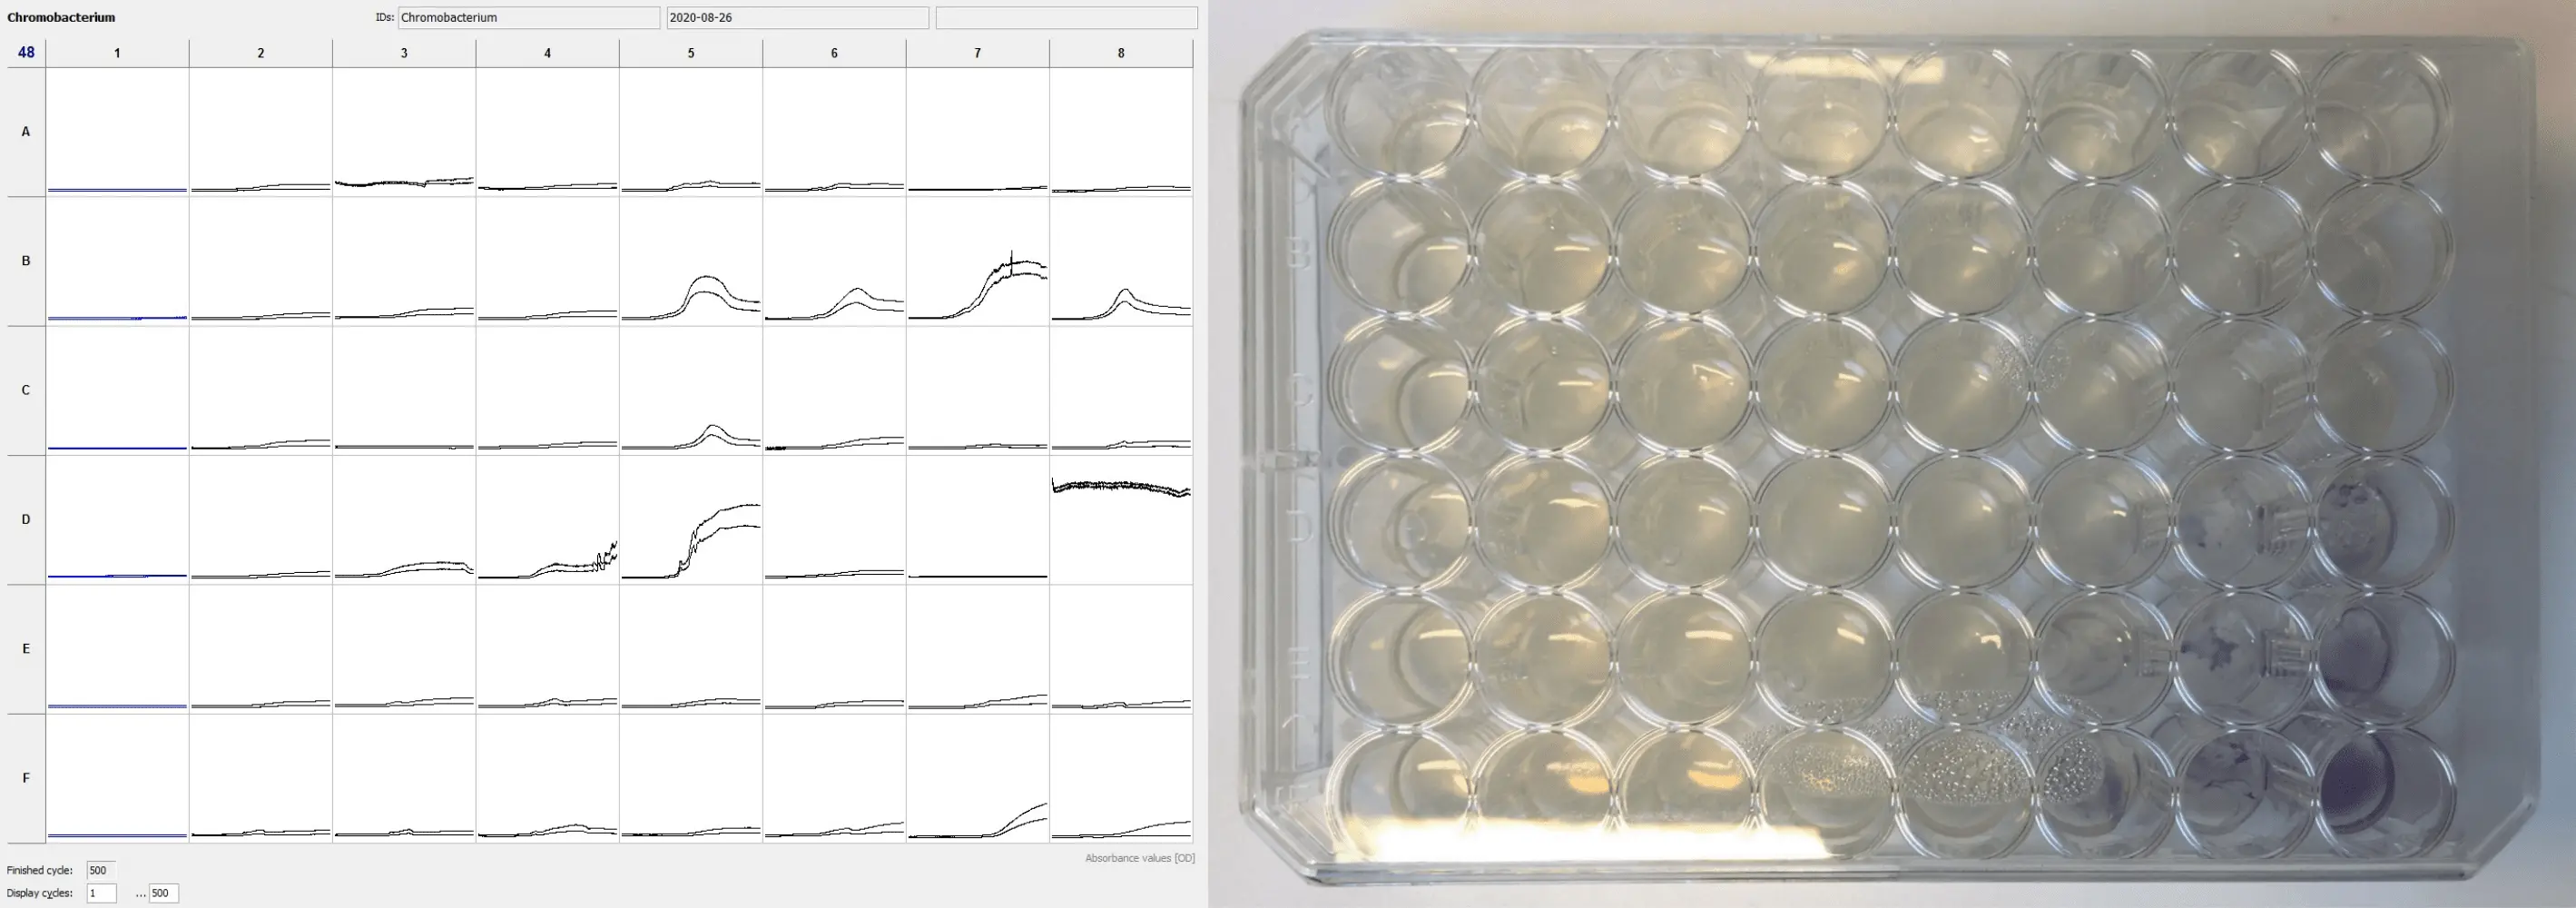 Chromobacterium
IDs: Chromobacterium 2020-08-26
48 1 2 3 4 5 6 7 8
A
B
C
D
E
F
Absorbance values [OD]
Finished cycle: 500
Display cycles: 1 ... 500
B
C
D
E
F